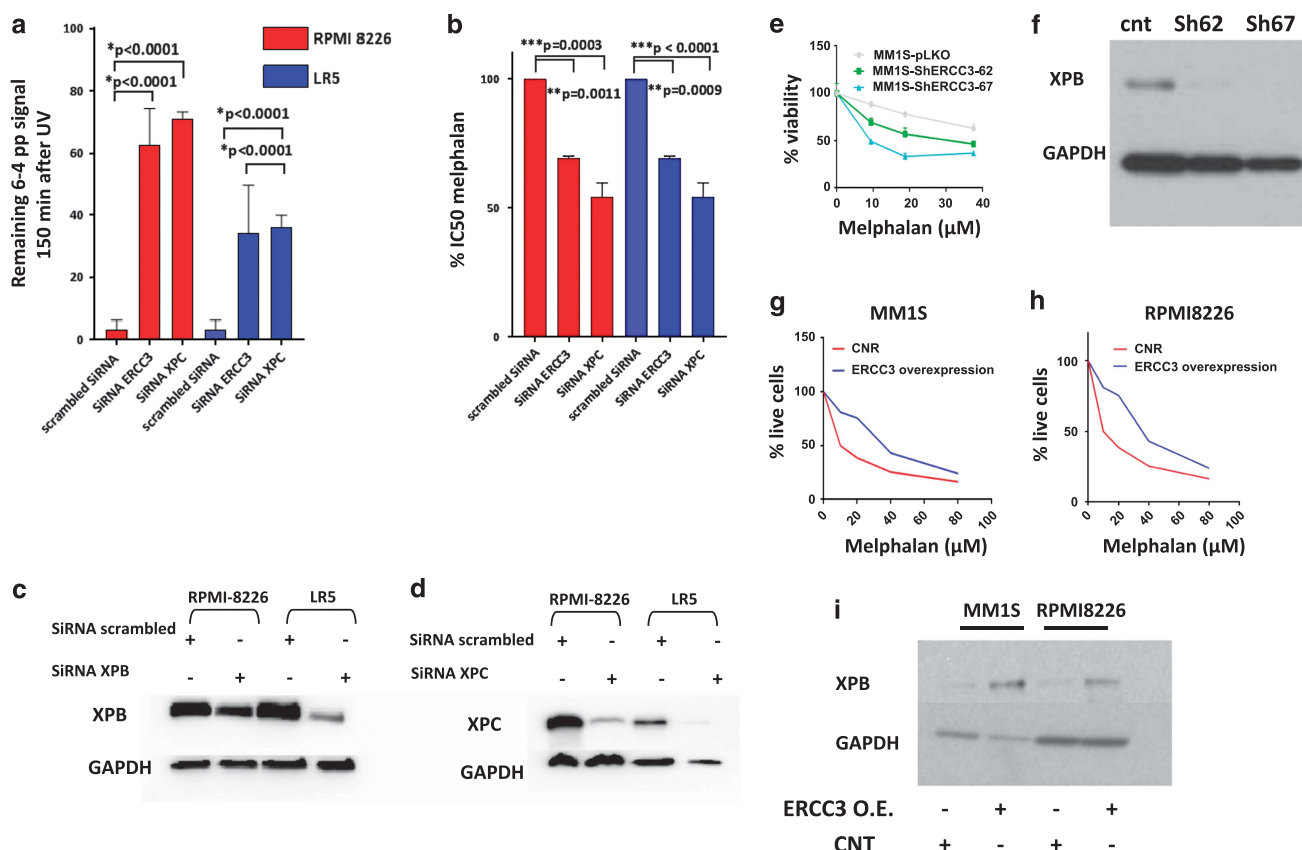 a
*p<0.0001
*p<0.0001
*p<0.0001
*p<0.0001
RPMI 8226
LR5
Remaining 6-4 pp signal
150 min after UV
100
80
60
40
20
0
scrambled SiRNA
SiRNA ERCC3
SiRNA XPC
scrambled SiRNA
SiRNA ERCC3
SiRNA XPC
b
***p=0.0003
***p < 0.0001
**p=0.0011
**p=0.0009
% IC50 melphalan
100
50
0
scrambled SiRNA
SiRNA ERCC3
SiRNA XPC
scrambled SiRNA
SiRNA ERCC3
SiRNA XPC
e
MM1S-pLKO
MM1S-ShERCC3-62
MM1S-ShERCC3-67
% viability
150
100
50
0
0 10 20 30 40
Melphalan (µM)
f
cnt Sh62 Sh67
XPB
GAPDH
g
MM1S
CNR
ERCC3 overexpression
% live cells
150
100
50
0
0 20 40 60 80 100
Melphalan (µM)
h
RPMI8226
CNR
ERCC3 overexpression
% live cells
100
50
0
0 20 40 60 80 100
Melphalan (µM)
c
RPMI-8226 LR5
SiRNA scrambled + - + -
SiRNA XPB - + - +
XPB
GAPDH
d
RPMI-8226 LR5
SiRNA scrambled + - + -
SiRNA XPC - + - +
XPC
GAPDH
i
MM1S RPMI8226
XPB
GAPDH
ERCC3 O.E. - + - +
CNT + - + -